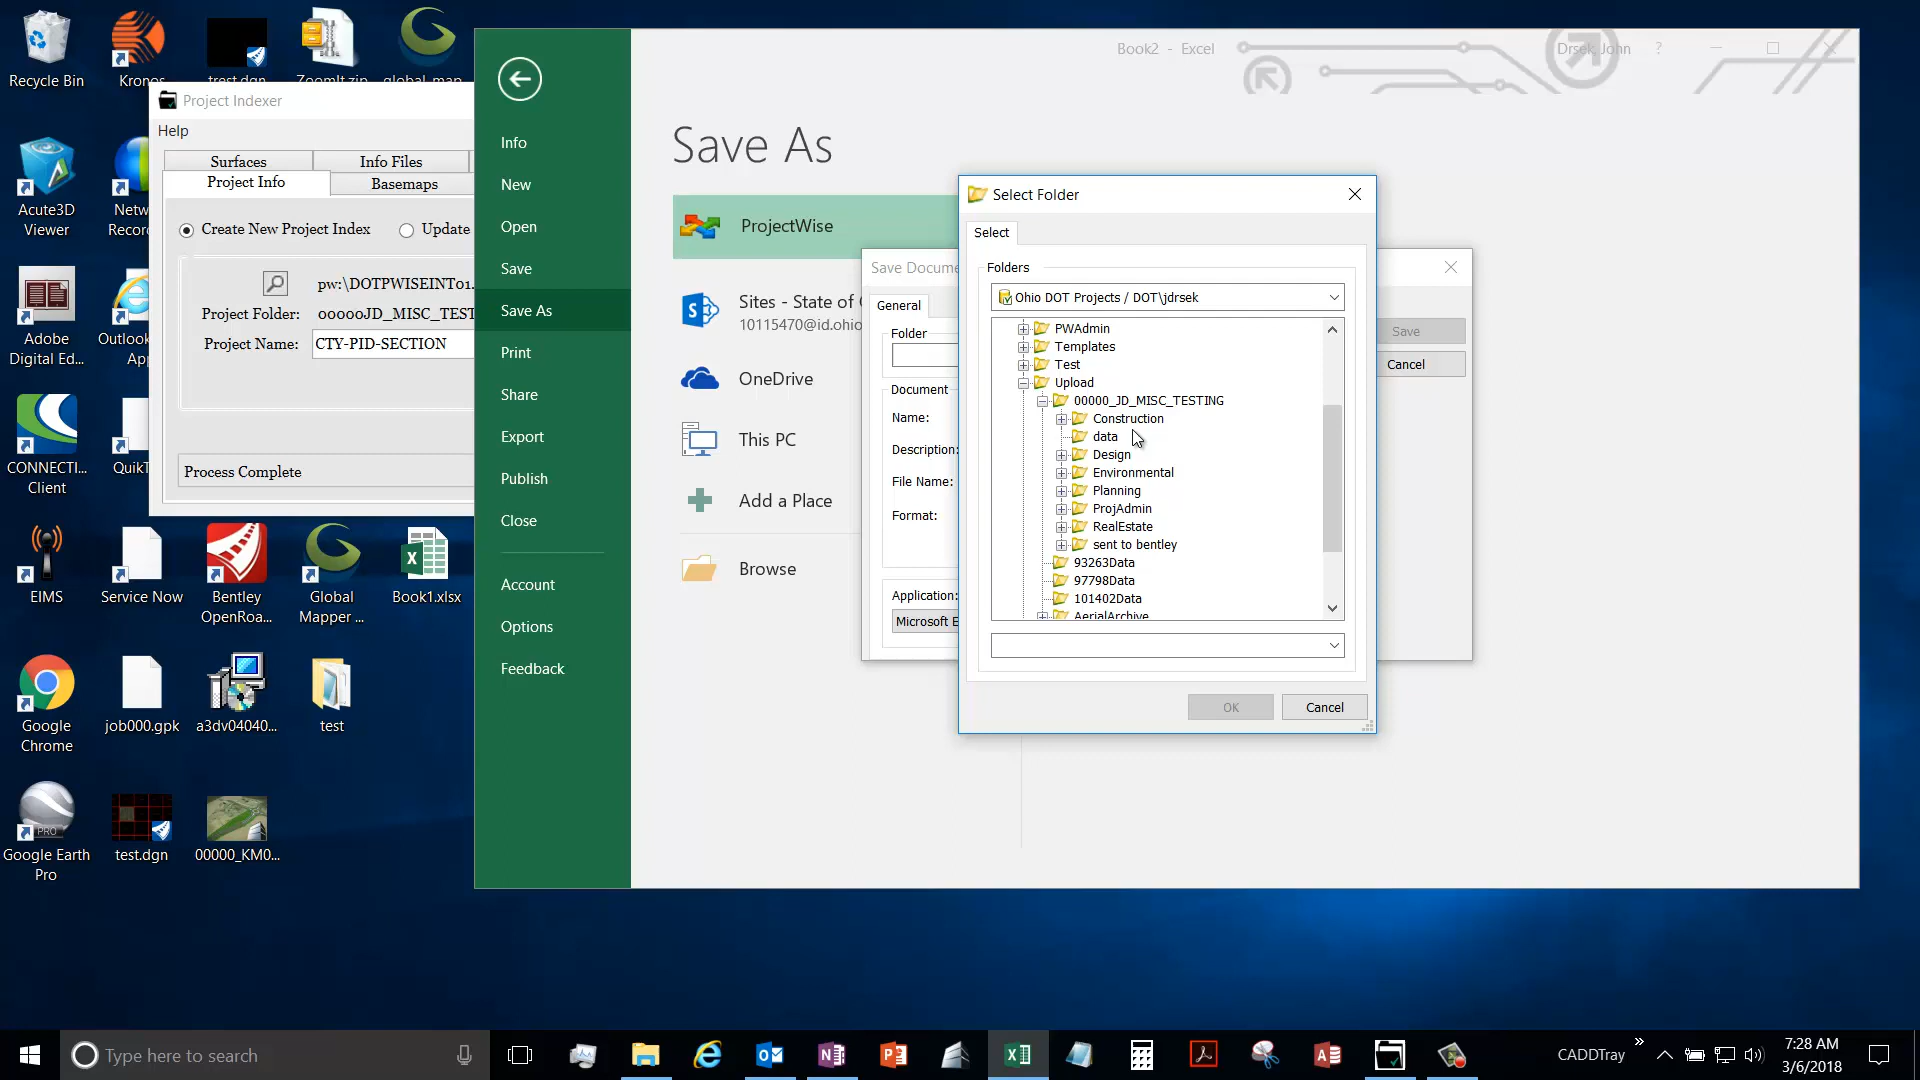 Recycle Bin
Kronos
trest.dgn
ZoomIt.zip
Project Indexer
Help
Surfaces
Info Files
Project Info
Basemaps
Create New Project Index
Update
pw:\DOTPWISEINT01.
Project Folder:
00000JD_MISC_TEST
Project Name:
CTY-PID-SECTION
Process Complete
Acute3D
Viewer
Adobe
Digital Ed...
CONNECTI...
Client
EIMS
Service Now
Bentley
OpenRoa...
Global
Mapper ...
Book1.xlsx
Google
Chrome
job000.gpk
a3dv04040...
test
Google Earth
Pro
PRO
test.dgn
00000_KM0...
Info
New
Open
Save
Save As
Print
Share
Export
Publish
Close
Account
Options
Feedback
Book2 - Excel
Drsek, John
?
Save As
ProjectWise
Sites - State of
10115470@id.ohio
OneDrive
This PC
Add a Place
Browse
Save Docume
General
Folder
Document
Name:
Description:
File Name:
Format:
Application:
Microsoft E
Save
Cancel
Select Folder
Select
Folders
Ohio DOT Projects / DOT\jdrsek
PWAdmin
Templates
Test
Upload
00000_JD_MISC_TESTING
Construction
data
Design
Environmental
Planning
ProjAdmin
RealEstate
sent to bentley
93263Data
97798Data
101402Data
AerialArchive
OK
Cancel
Type here to search
CADDTray
7:28 AM
3/6/2018